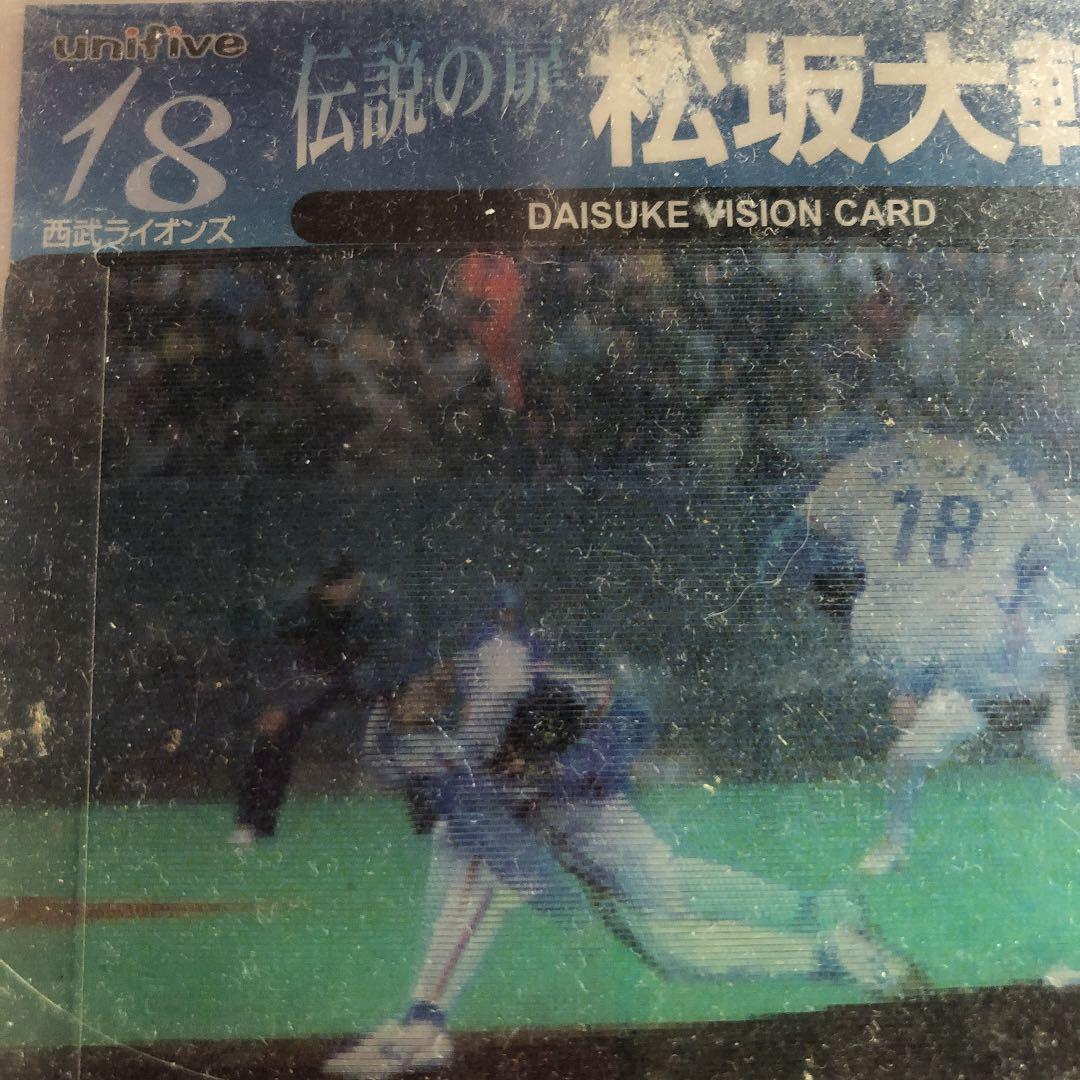 unifive
18
西武ライオンズ
伝説の扉 松坂大
DAISUKE VISION CARD
18